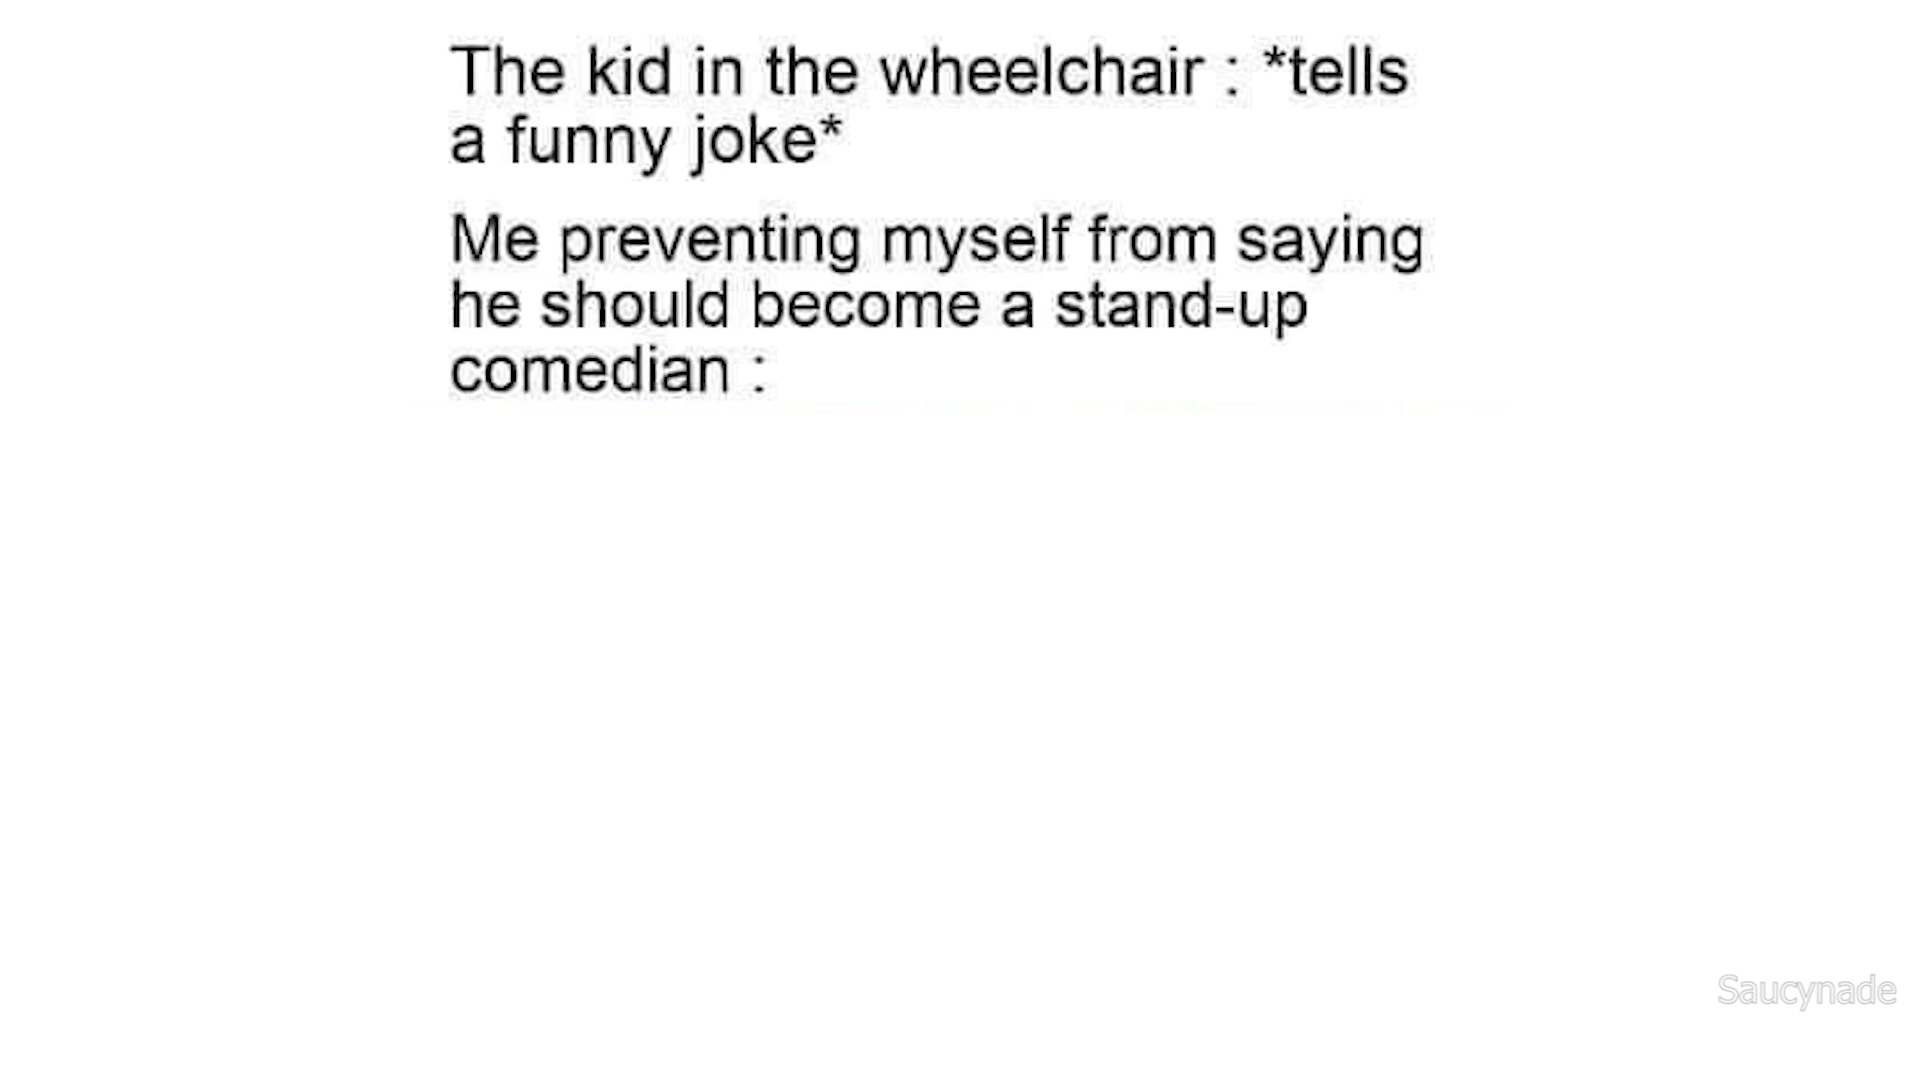 The kid in the wheelchair : *tells
a funny joke*
Me preventing myself from saying
he should become a stand-up
comedian :
Saucynade